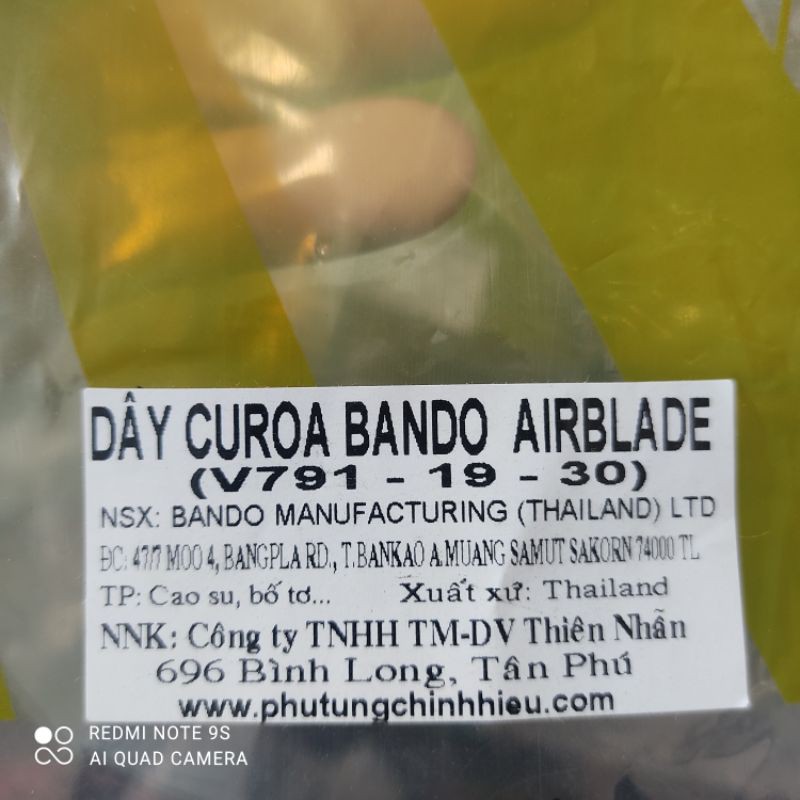 DÂY CUROA BANDO AIRBLADE
(V791 - 19 - 30)
NSX: BANDO MANUFACTURING (THAILAND) LTD
ĐC: 47/7 MOO 4, BANGPLA RD., T.BANKAO A.MUANG SAMUT SAKORN 74000 TL
TP: Cao su, bố tơ... Xuất xứ: Thailand
NNK: Công ty TNHH TM-DV Thiên Nhẫn
696 Bình Long, Tân Phú
www.phutungchinhhieu.com
REDMI NOTE 9S
AI QUAD CAMERA